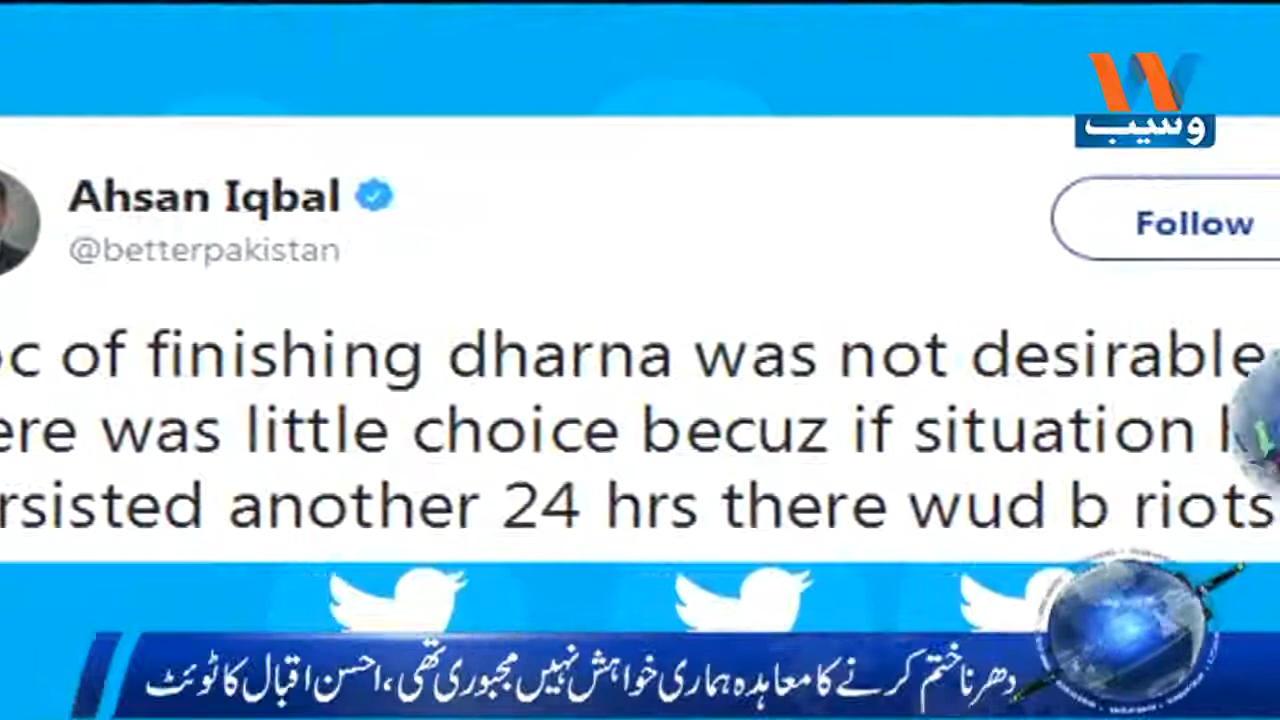 وسیب
Ahsan Iqbal
@betterpakistan
Follow
of finishing dharna was not desirable
was little choice becuz if situation
another 24 hrs there wud b riots
دھرنا ختم کرنے کا معاہدہ ہماری خواہش نہیں مجبوری تھی، احسن اقبال کا ٹوئٹ